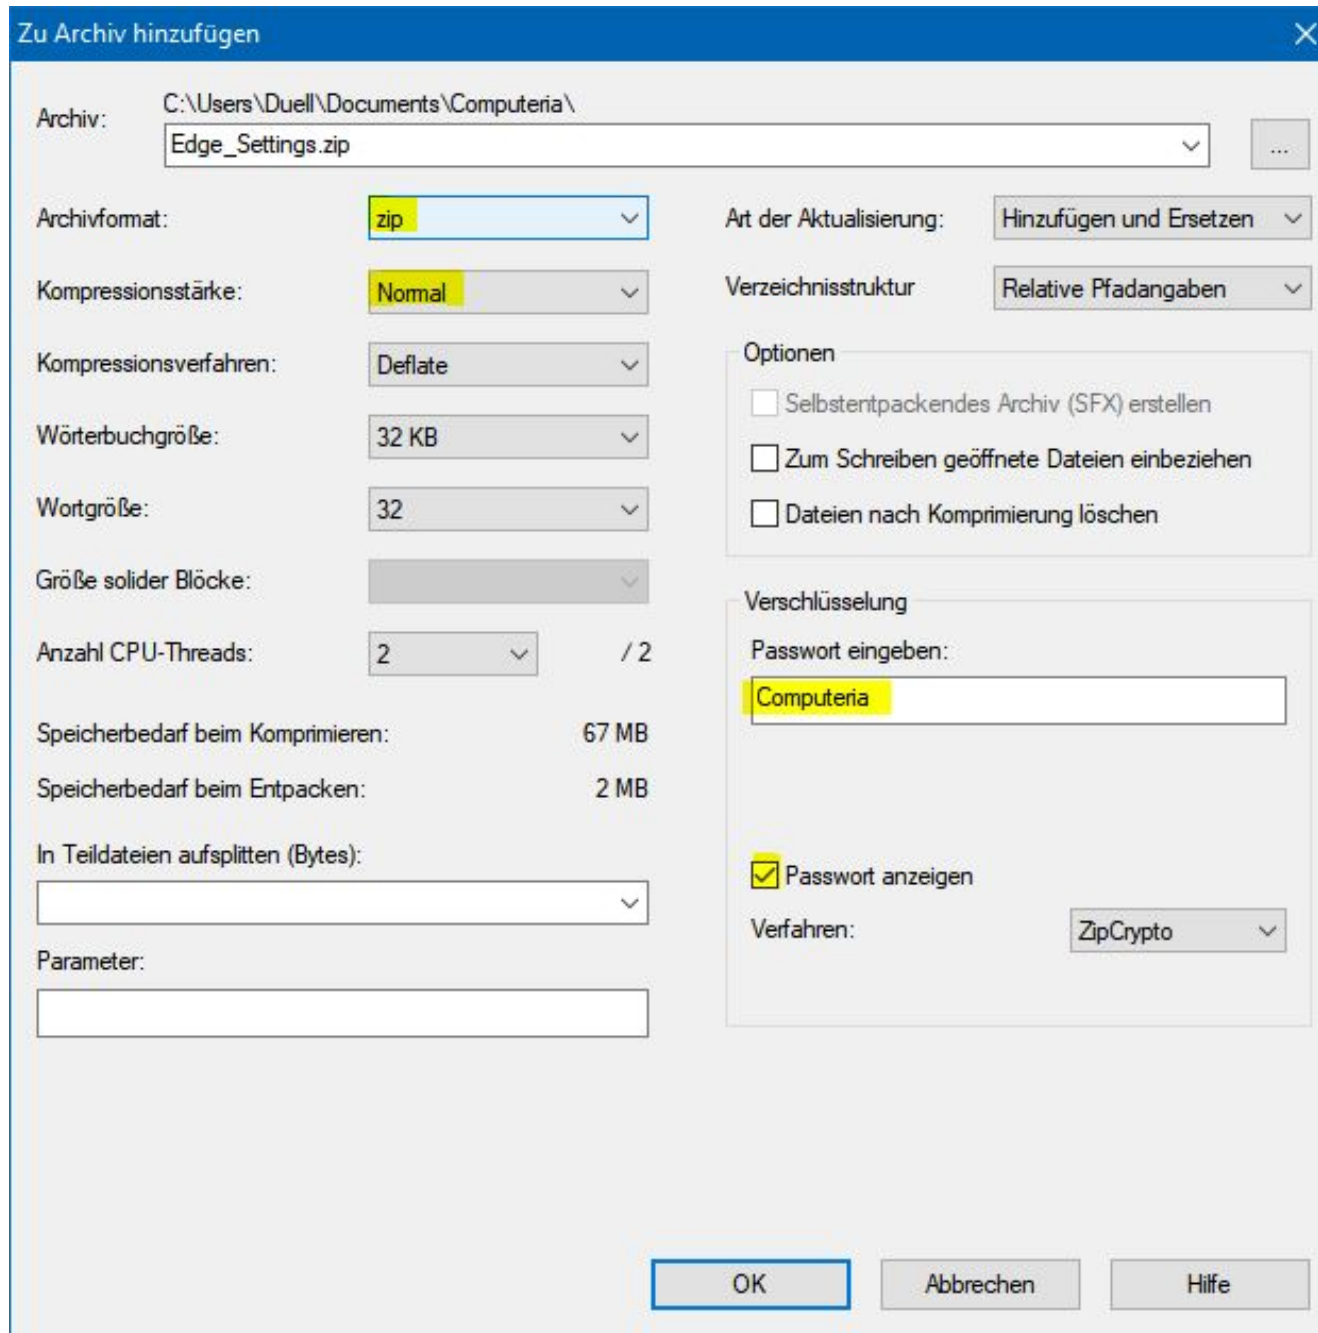 Zu Archiv hinzufügen
Archiv:
C:\Users\Duell\Documents\Computeria\
Edge_Settings.zip
...
Archivformat:
zip
Kompressionsstärke:
Normal
Kompressionsverfahren:
Deflate
Wörterbuchgröße:
32 KB
Wortgröße:
32
Größe solider Blöcke:
Anzahl CPU-Threads:
2
/ 2
Speicherbedarf beim Komprimieren:
67 MB
Speicherbedarf beim Entpacken:
2 MB
In Teildateien aufsplitten (Bytes):
Parameter:
Art der Aktualisierung:
Hinzufügen und Ersetzen
Verzeichnisstruktur
Relative Pfadangaben
Optionen
Selbstentpackendes Archiv (SFX) erstellen
Zum Schreiben geöffnete Dateien einbeziehen
Dateien nach Komprimierung löschen
Verschlüsselung
Passwort eingeben:
Computeria
Passwort anzeigen
Verfahren:
ZipCrypto
OK
Abbrechen
Hilfe